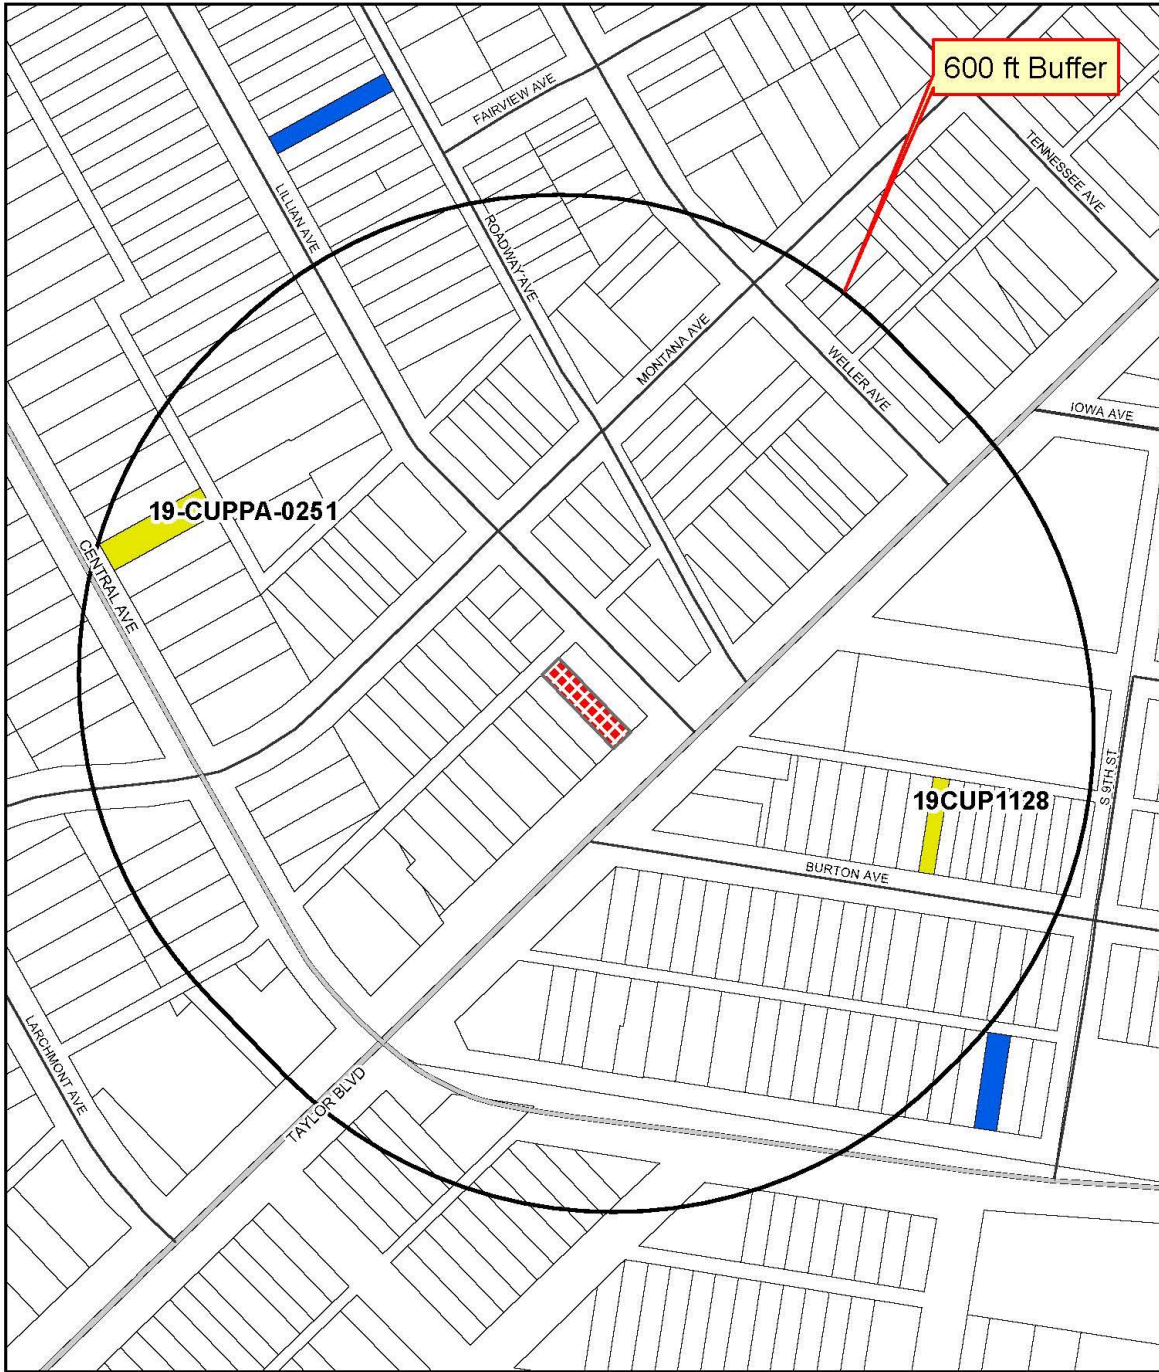 600 ft Buffer
FAIRVIEW AVE
TENNESSEE AVE
LILLIAN AVE
ROADWAY AVE
MONTANA AVE
WELLER AVE
IOWA AVE
19-CUPPA-0251
CENTRAL AVE
S 9TH ST
19CUP1128
BURTON AVE
LARCHMONT AVE
TAYLOR BLVD